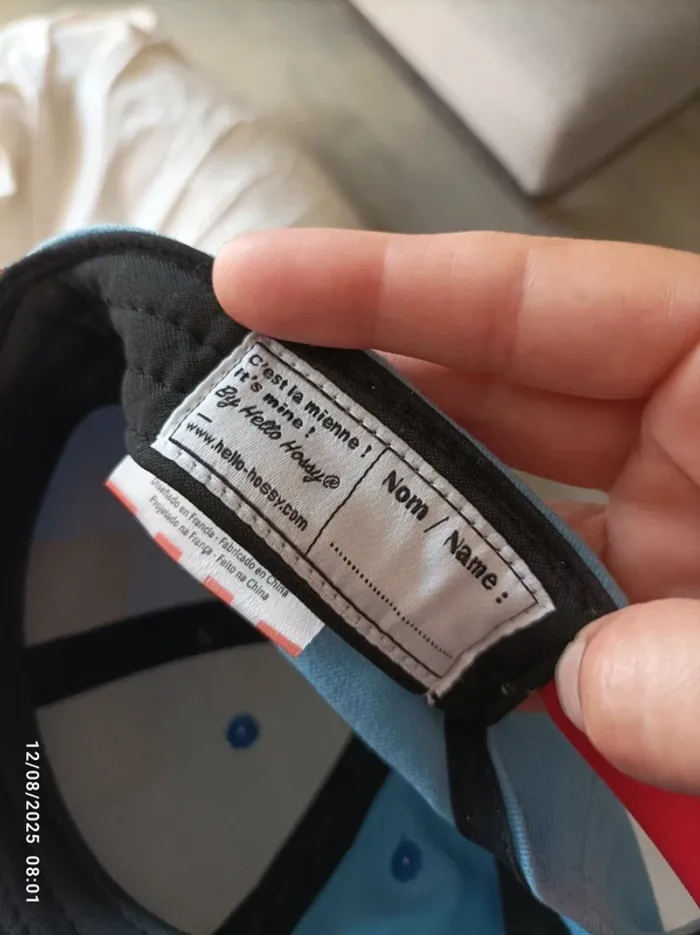 C'est la mienne !
It's mine !
By Hello Hossy®
www.hello-hossy.com
Nom / Name :
Diseñado en Francia - Fabricado en China
Projetado na França - Feito na China
12/08/2025 08:01